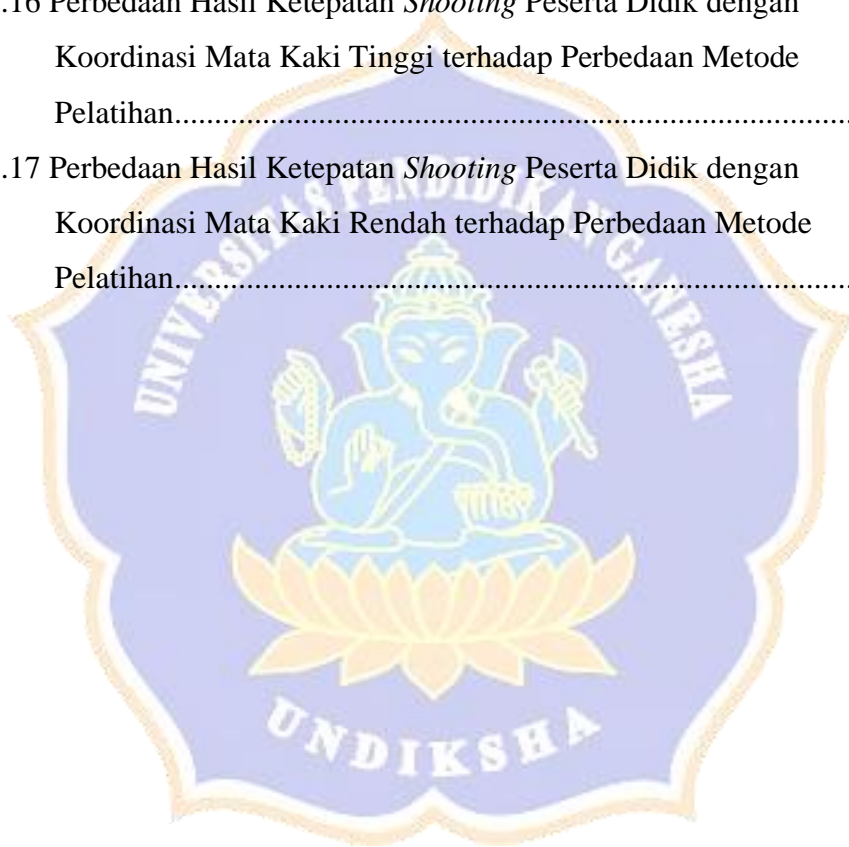 .16 Perbedaan Hasil Ketepatan Shooting Peserta Didik dengan
Koordinasi Mata Kaki Tinggi terhadap Perbedaan Metode
Pelatihan....................................................................................
.17 Perbedaan Hasil Ketepatan Shooting Peserta Didik dengan
Koordinasi Mata Kaki Rendah terhadap Perbedaan Metode
Pelatihan....................................................................................
UNIVERSITAS PENDIDIKAN GANESHA
UNDIKSHA